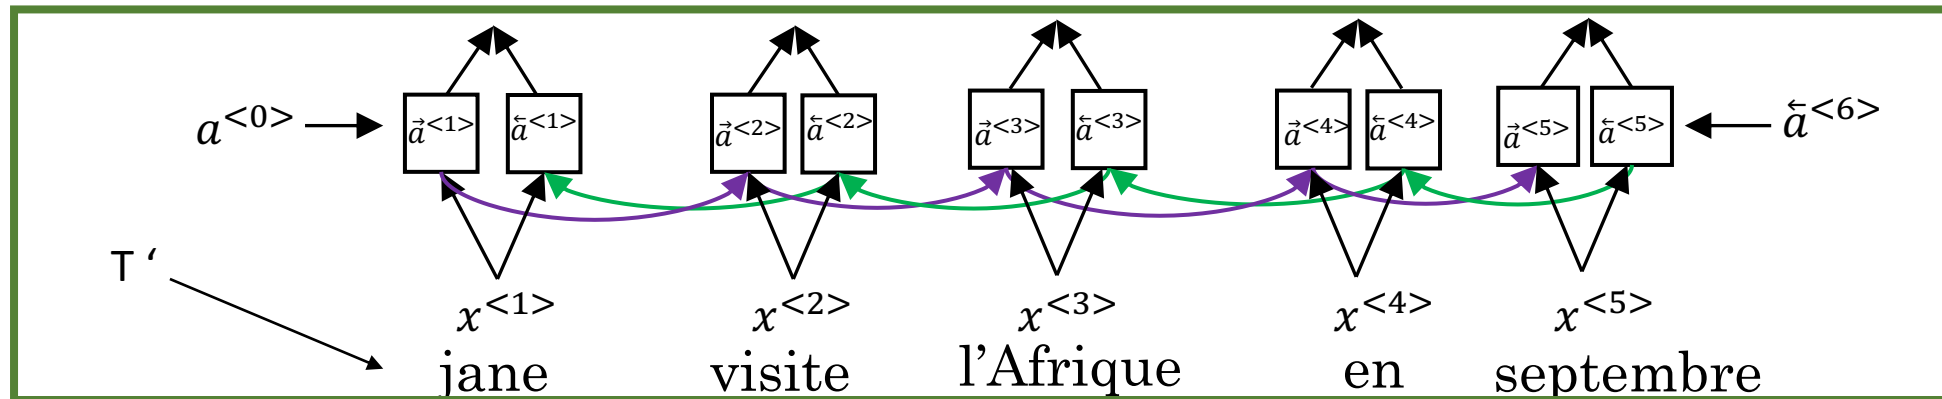 a<0> a⃗<1> a⃖<1> a⃗<2> a⃖<2> a⃗<3> a⃖<3> a⃗<4> a⃖<4> a⃗<5> a⃖<5> a⃖<6>
T ‘
x<1> x<2> x<3> x<4> x<5>
jane visite l’Afrique en septembre